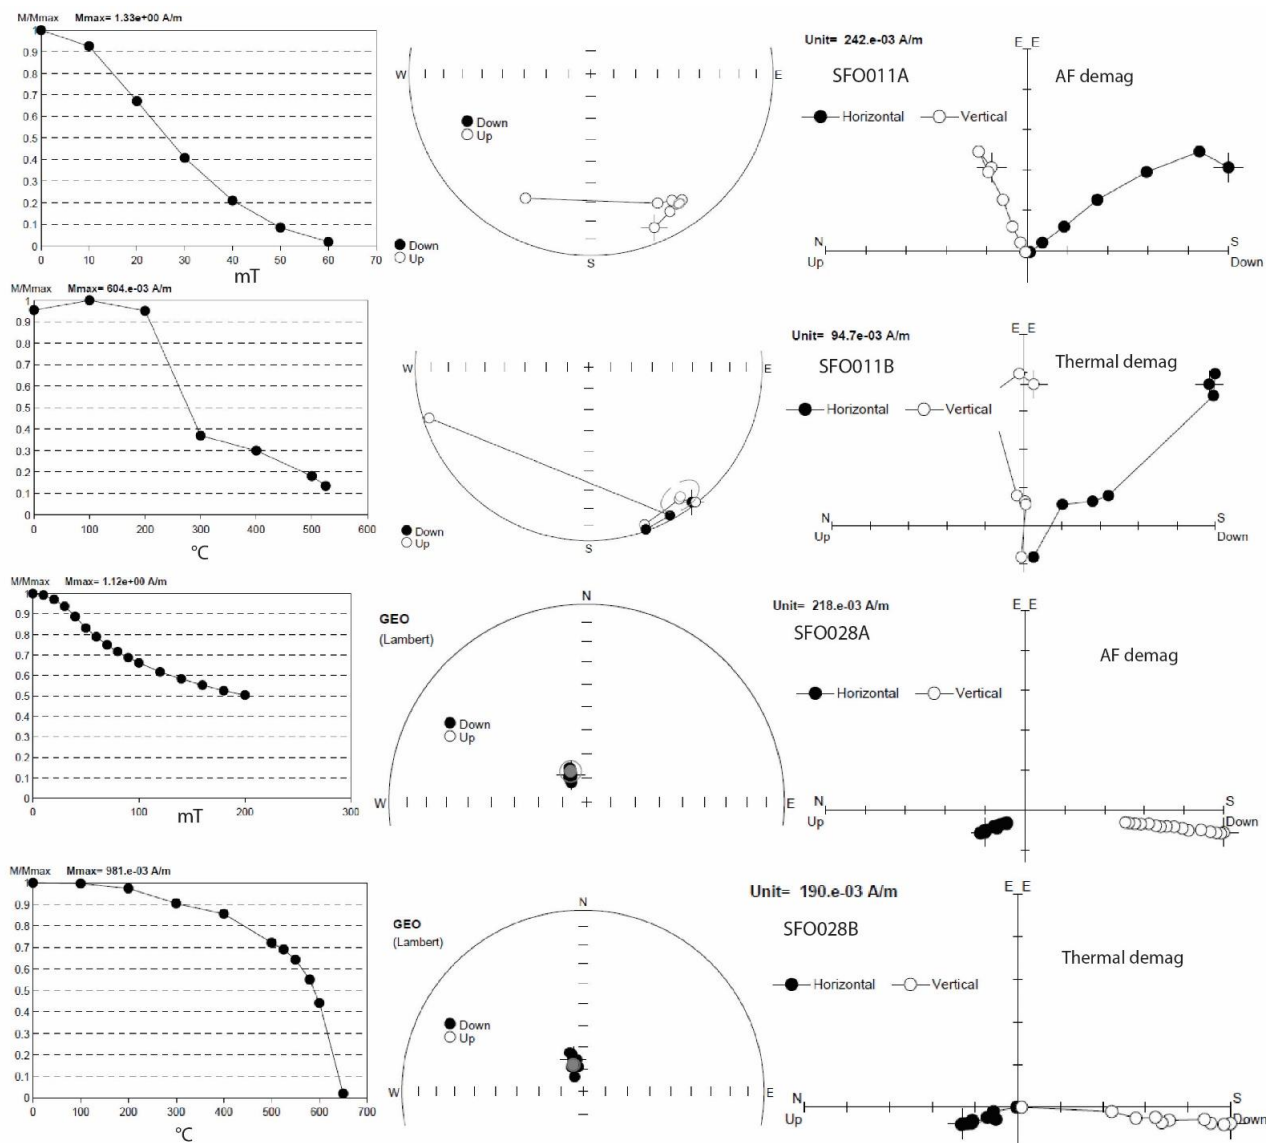 M/Mmax Mmax= 1.33e+00 A/m
1
0.9
0.8
0.7
0.6
0.5
0.4
0.3
0.2
0.1
0
0 10 20 30 40 50 60 70
mT
W E
Down
Up
S
Down
Up
Unit= 242.e-03 A/m
SFO011A
E E
AF demag
Horizontal Vertical
N S
Up Down
M/Mmax Mmax= 604.e-03 A/m
1
0.9
0.8
0.7
0.6
0.5
0.4
0.3
0.2
0.1
0
0 100 200 300 400 500 600
°C
W E
S
Down
Up
Unit= 94.7e-03 A/m
SFO011B
E E
Thermal demag
Horizontal Vertical
N S
Up Down
M/Mmax Mmax= 1.12e+00 A/m
1
0.9
0.8
0.7
0.6
0.5
0.4
0.3
0.2
0.1
0
0 100 200 300
mT
GEO
(Lambert)
N
Down
Up
W E
Unit= 218.e-03 A/m
SFO028A
E E
AF demag
Horizontal Vertical
N S
Up Down
M/Mmax Mmax= 981.e-03 A/m
1
0.9
0.8
0.7
0.6
0.5
0.4
0.3
0.2
0.1
0
0 100 200 300 400 500 600 700
°C
GEO
(Lambert)
N
Down
Up
W E
Unit= 190.e-03 A/m
SFO028B
E E
Thermal demag
Horizontal Vertical
N S
Up Down